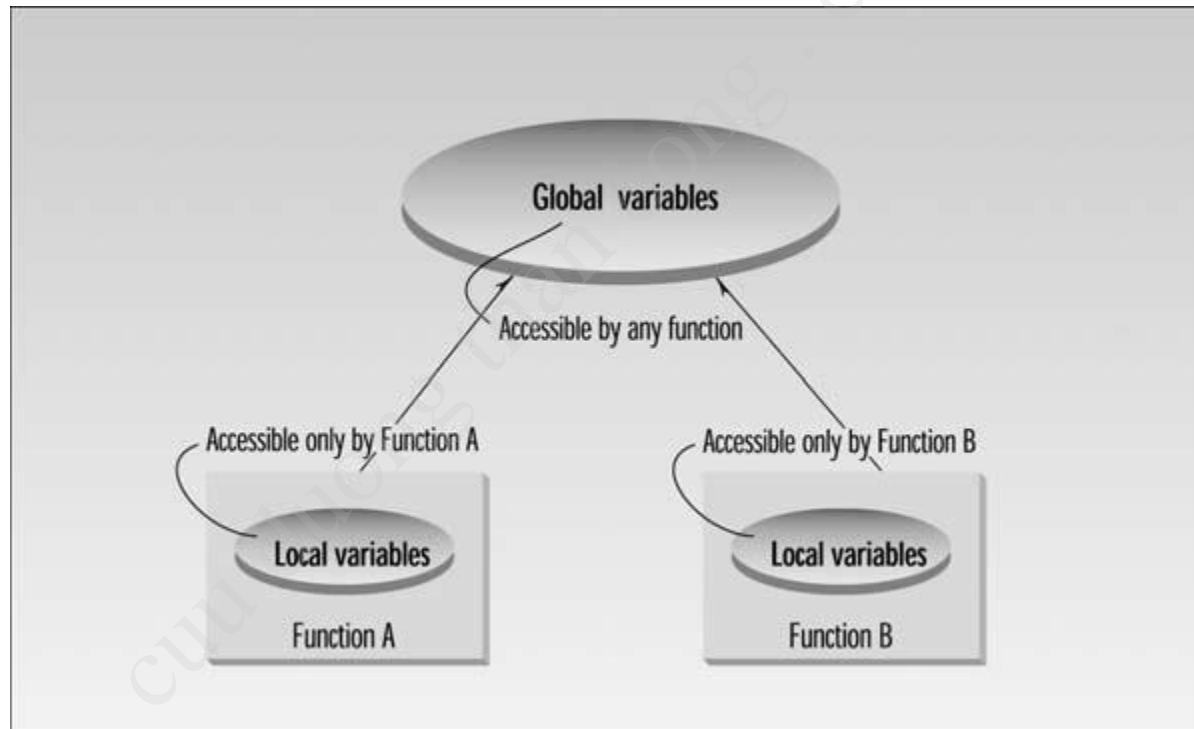 Global variables
Accessible by any function
Accessible only by Function A
Accessible only by Function B
Local variables
Local variables
Function A
Function B